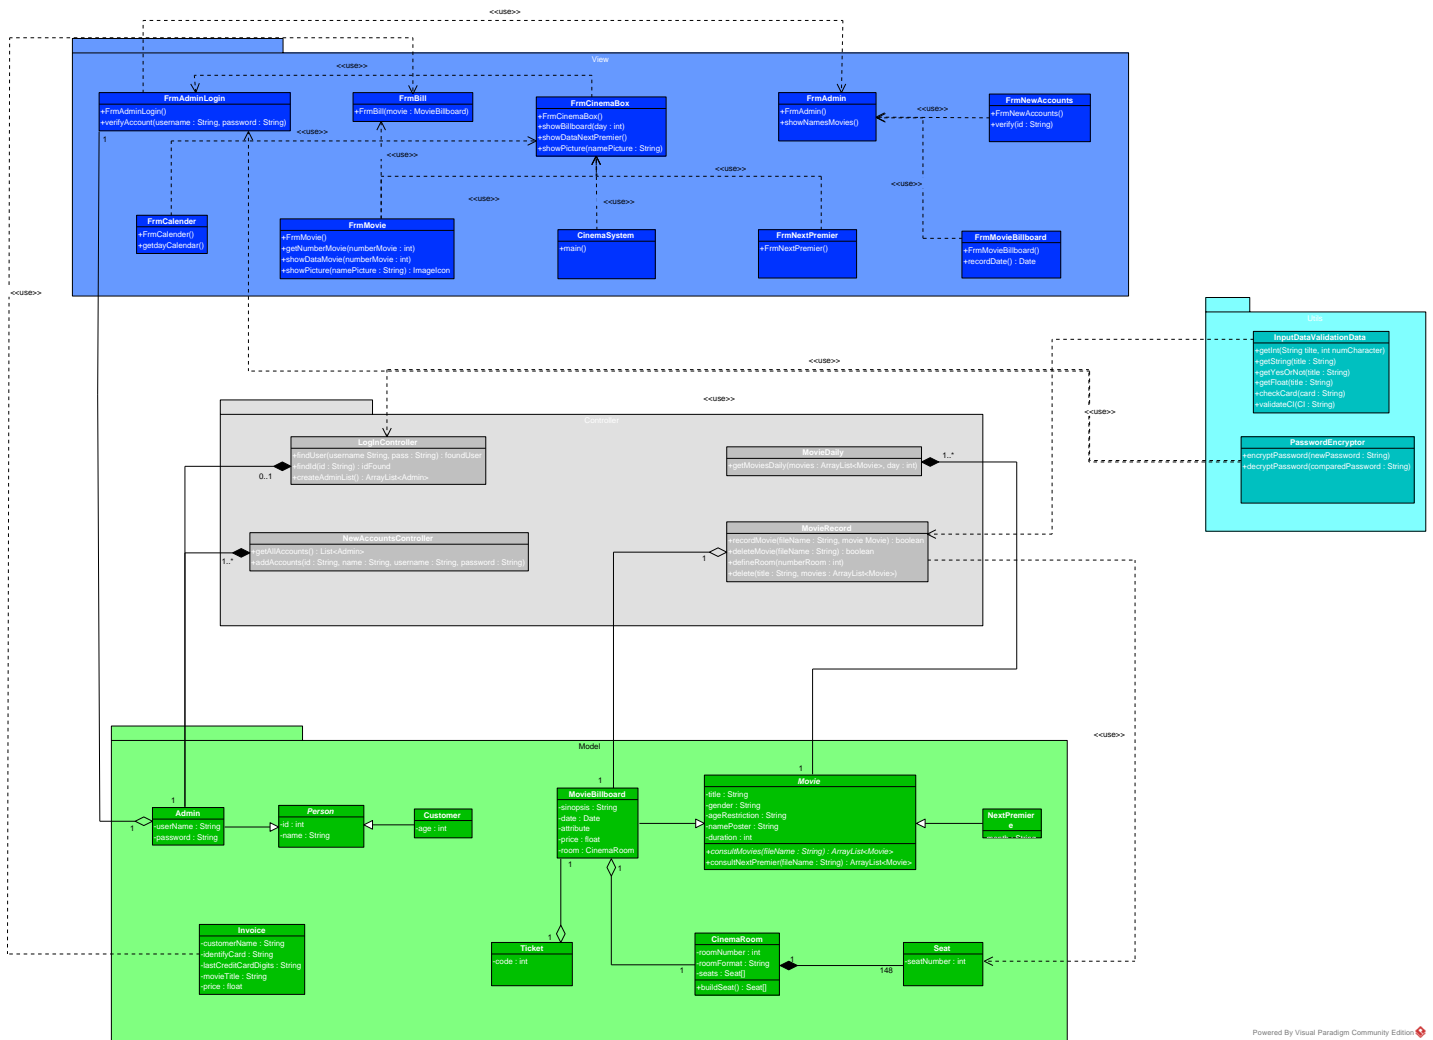 <<use>>
View
<<use>>
FrmAdminLogin
+FrmAdminLogin()
+verifyAccount(username : String, password : String)
1
<<use>>
FrmBill
+FrmBill(movie : MovieBillboard)
<<use>>
FrmCinemaBox
+FrmCinemaBox()
+showBillboard(day : int)
+showDataNextPremier()
+showPicture(namePicture : String)
FrmAdmin
+FrmAdmin()
+showNamesMovies()
<<use>>
FrmNewAccounts
+FrmNewAccounts()
+verify(id : String)
<<use>>
<<use>>
<<use>>
<<use>>
FrmCalender
+FrmCalender()
+getdayCalendar()
FrmMovie
+FrmMovie()
+getNumberMovie(numberMovie : int)
+showDataMovie(numberMovie : int)
+showPicture(namePicture : String) : ImageIcon
CinemaSystem
+main()
FrmNextPremier
+FrmNextPremier()
FrmMovieBillboard
+FrmMovieBillboard()
+recordDate() : Date
<<use>>
Utils
InputDataValidationData
+getInt(String tilte, int numCharacter)
+getString(title : String)
+getYesOrNot(title : String)
+getFloat(title : String)
+checkCard(card : String)
+validateCI(CI : String)
<<use>>
<<use>>
<<use>>
PasswordEncryptor
+encryptPassword(newPassword : String)
+decryptPassword(comparedPassword : String)
Controller
LogInController
+findUser(username String, pass : String) : foundUser
+findId(id : String) : idFound
+createAdminList() : ArrayList<Admin>
0..1
MovieDaily
+getMoviesDaily(movies : ArrayList<Movie>, day : int)
1..*
NewAccountsController
+getAllAccounts() : List<Admin>
+addAccounts(id : String, name : String, username : String, password : String)
1..*
MovieRecord
+recordMovie(fileName : String, movie Movie) : boolean
+deleteMovie(fileName : String) : boolean
+defineRoom(numberRoom : int)
+delete(title : String, movies : ArrayList<Movie>)
1
<<use>>
Model
1
Admin
-userName : String
-password : String
1
Person
-id : int
-name : String
Customer
-age : int
1
MovieBillboard
-sinopsis : String
-date : Date
-attribute
-price : float
-room : CinemaRoom
1
1
1
Movie
-title : String
-gender : String
-ageRestriction : String
-namePoster : String
-duration : int
+consultMovies(fileName : String) : ArrayList<Movie>
+consultNextPremier(fileName : String) : ArrayList<Movie>
NextPremier
e
Invoice
-customerName : String
-identifyCard : String
-lastCreditCardDigits : String
-movieTitle : String
-price : float
1
Ticket
-code : int
1
CinemaRoom
-roomNumber : int
-roomFormat : String
-seats : Seat[]
+buildSeat() : Seat[]
1
148
Seat
-seatNumber : int
Powered By Visual Paradigm Community Edition